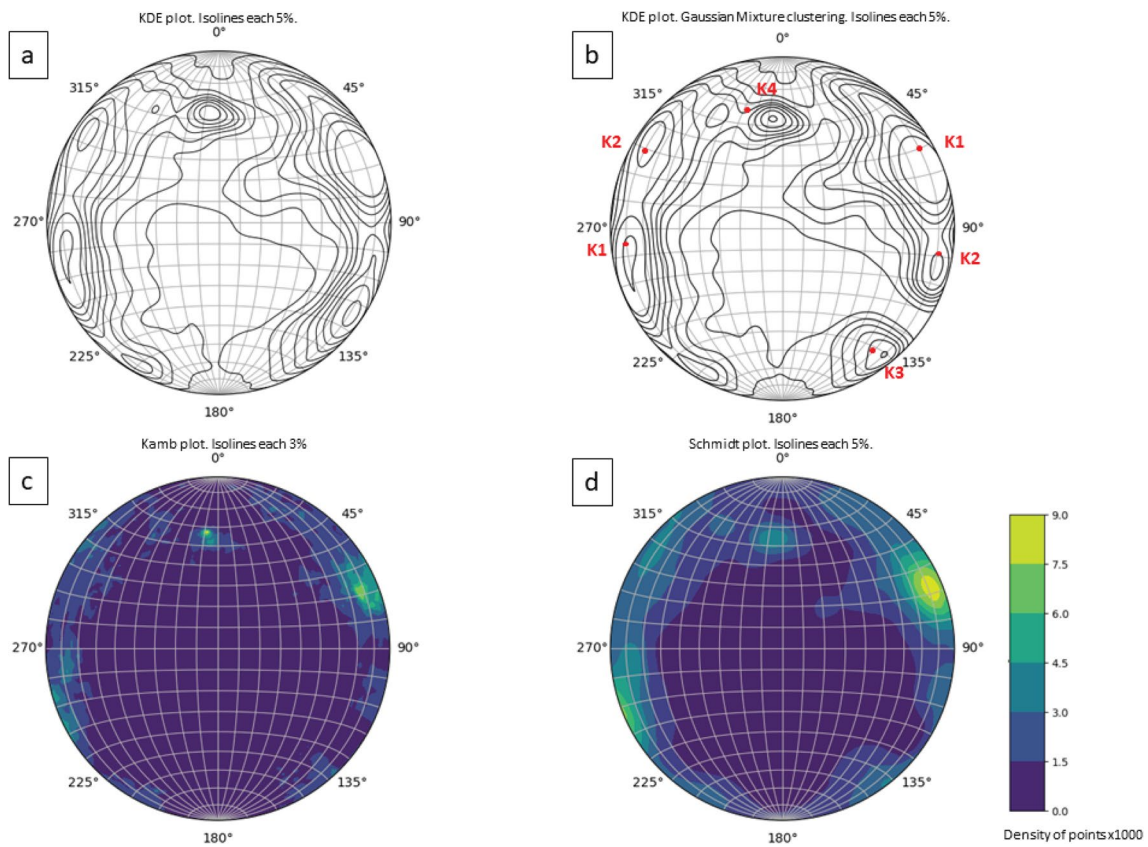 KDE plot. Isolines each 5%.
a
0°
45°
90°
135°
180°
225°
270°
315°
KDE plot. Gaussian Mixture clustering. Isolines each 5%.
b
0°
45°
90°
135°
180°
225°
270°
315°
K4
K2
K1
K1
K2
K3
Kamb plot. Isolines each 3%
c
0°
45°
90°
135°
180°
225°
270°
315°
Schmidt plot. Isolines each 5%.
d
0°
45°
90°
135°
180°
225°
270°
315°
9.0
7.5
6.0
4.5
3.0
1.5
0.0
Density of points x1000